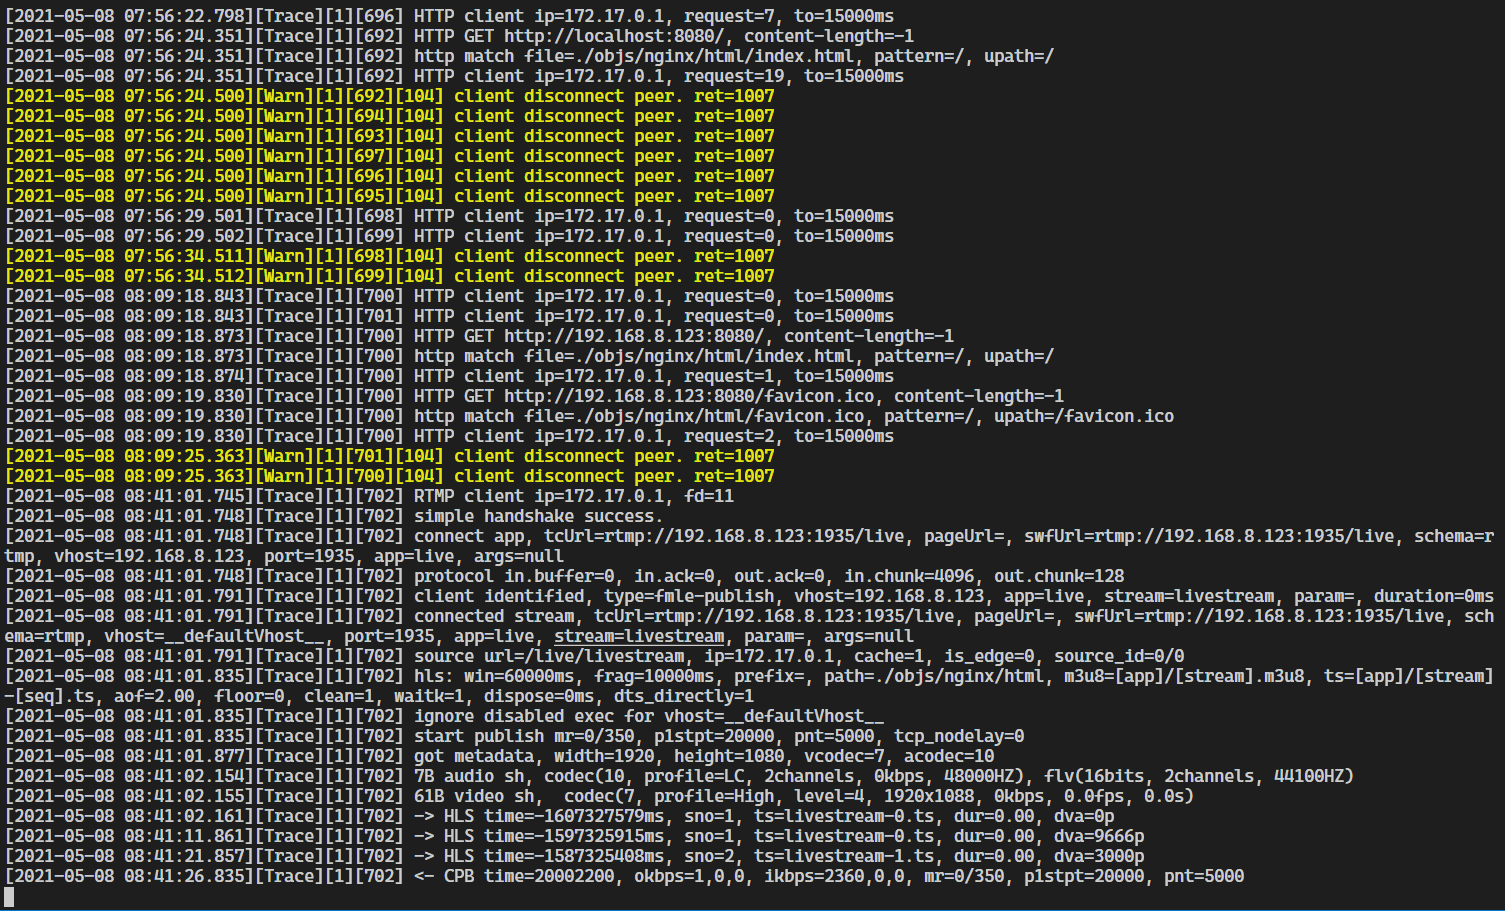 [2021-05-08 07:56:22.798][Trace][1][696] HTTP client ip=172.17.0.1, request=7, to=15000ms
[2021-05-08 07:56:24.351][Trace][1][692] HTTP GET http://localhost:8080/, content-length=-1
[2021-05-08 07:56:24.351][Trace][1][692] http match file=./objs/nginx/html/index.html, pattern=/, upath=/
[2021-05-08 07:56:24.351][Trace][1][692] HTTP client ip=172.17.0.1, request=19, to=15000ms
[2021-05-08 07:56:24.500][Warn][1][692][104] client disconnect peer. ret=1007
[2021-05-08 07:56:24.500][Warn][1][694][104] client disconnect peer. ret=1007
[2021-05-08 07:56:24.500][Warn][1][693][104] client disconnect peer. ret=1007
[2021-05-08 07:56:24.500][Warn][1][697][104] client disconnect peer. ret=1007
[2021-05-08 07:56:24.500][Warn][1][696][104] client disconnect peer. ret=1007
[2021-05-08 07:56:24.500][Warn][1][695][104] client disconnect peer. ret=1007
[2021-05-08 07:56:29.501][Trace][1][698] HTTP client ip=172.17.0.1, request=0, to=15000ms
[2021-05-08 07:56:29.502][Trace][1][699] HTTP client ip=172.17.0.1, request=0, to=15000ms
[2021-05-08 07:56:34.511][Warn][1][698][104] client disconnect peer. ret=1007
[2021-05-08 07:56:34.512][Warn][1][699][104] client disconnect peer. ret=1007
[2021-05-08 08:09:18.843][Trace][1][700] HTTP client ip=172.17.0.1, request=0, to=15000ms
[2021-05-08 08:09:18.843][Trace][1][701] HTTP client ip=172.17.0.1, request=0, to=15000ms
[2021-05-08 08:09:18.873][Trace][1][700] HTTP GET http://192.168.8.123:8080/, content-length=-1
[2021-05-08 08:09:18.873][Trace][1][700] http match file=./objs/nginx/html/index.html, pattern=/, upath=/
[2021-05-08 08:09:18.874][Trace][1][700] HTTP client ip=172.17.0.1, request=1, to=15000ms
[2021-05-08 08:09:19.830][Trace][1][700] HTTP GET http://192.168.8.123:8080/favicon.ico, content-length=-1
[2021-05-08 08:09:19.830][Trace][1][700] http match file=./objs/nginx/html/favicon.ico, pattern=/, upath=/favicon.ico
[2021-05-08 08:09:19.830][Trace][1][700] HTTP client ip=172.17.0.1, request=2, to=15000ms
[2021-05-08 08:09:25.363][Warn][1][701][104] client disconnect peer. ret=1007
[2021-05-08 08:09:25.363][Warn][1][700][104] client disconnect peer. ret=1007
[2021-05-08 08:41:01.745][Trace][1][702] RTMP client ip=172.17.0.1, fd=11
[2021-05-08 08:41:01.748][Trace][1][702] simple handshake success.
[2021-05-08 08:41:01.748][Trace][1][702] connect app, tcUrl=rtmp://192.168.8.123:1935/live, pageUrl=, swfUrl=rtmp://192.168.8.123:1935/live, schema=r
tmp, vhost=192.168.8.123, port=1935, app=live, args=null
[2021-05-08 08:41:01.748][Trace][1][702] protocol in.buffer=0, in.ack=0, out.ack=0, in.chunk=4096, out.chunk=128
[2021-05-08 08:41:01.791][Trace][1][702] client identified, type=fmle-publish, vhost=192.168.8.123, app=live, stream=livestream, param=, duration=0ms
[2021-05-08 08:41:01.791][Trace][1][702] connected stream, tcUrl=rtmp://192.168.8.123:1935/live, pageUrl=, swfUrl=rtmp://192.168.8.123:1935/live, sch
ema=rtmp, vhost=__defaultVhost__, port=1935, app=live, stream=livestream, param=, args=null
[2021-05-08 08:41:01.791][Trace][1][702] source url=/live/livestream, ip=172.17.0.1, cache=1, is_edge=0, source_id=0/0
[2021-05-08 08:41:01.835][Trace][1][702] hls: win=60000ms, frag=10000ms, prefix=, path=./objs/nginx/html, m3u8=[app]/[stream].m3u8, ts=[app]/[stream]
-[seq].ts, aof=2.00, floor=0, clean=1, waitk=1, dispose=0ms, dts_directly=1
[2021-05-08 08:41:01.835][Trace][1][702] ignore disabled exec for vhost=__defaultVhost__
[2021-05-08 08:41:01.835][Trace][1][702] start publish mr=0/350, p1stpt=20000, pnt=5000, tcp_nodelay=0
[2021-05-08 08:41:01.877][Trace][1][702] got metadata, width=1920, height=1080, vcodec=7, acodec=10
[2021-05-08 08:41:02.154][Trace][1][702] 7B audio sh, codec(10, profile=LC, 2channels, 0kbps, 48000HZ), flv(16bits, 2channels, 44100HZ)
[2021-05-08 08:41:02.155][Trace][1][702] 61B video sh,  codec(7, profile=High, level=4, 1920x1088, 0kbps, 0.0fps, 0.0s)
[2021-05-08 08:41:02.161][Trace][1][702] -> HLS time=-1607327579ms, sno=1, ts=livestream-0.ts, dur=0.00, dva=0p
[2021-05-08 08:41:11.861][Trace][1][702] -> HLS time=-1597325915ms, sno=1, ts=livestream-0.ts, dur=0.00, dva=9666p
[2021-05-08 08:41:21.857][Trace][1][702] -> HLS time=-1587325408ms, sno=2, ts=livestream-1.ts, dur=0.00, dva=3000p
[2021-05-08 08:41:26.835][Trace][1][702] <- CPB time=20002200, okbps=1,0,0, ikbps=2360,0,0, mr=0/350, p1stpt=20000, pnt=5000